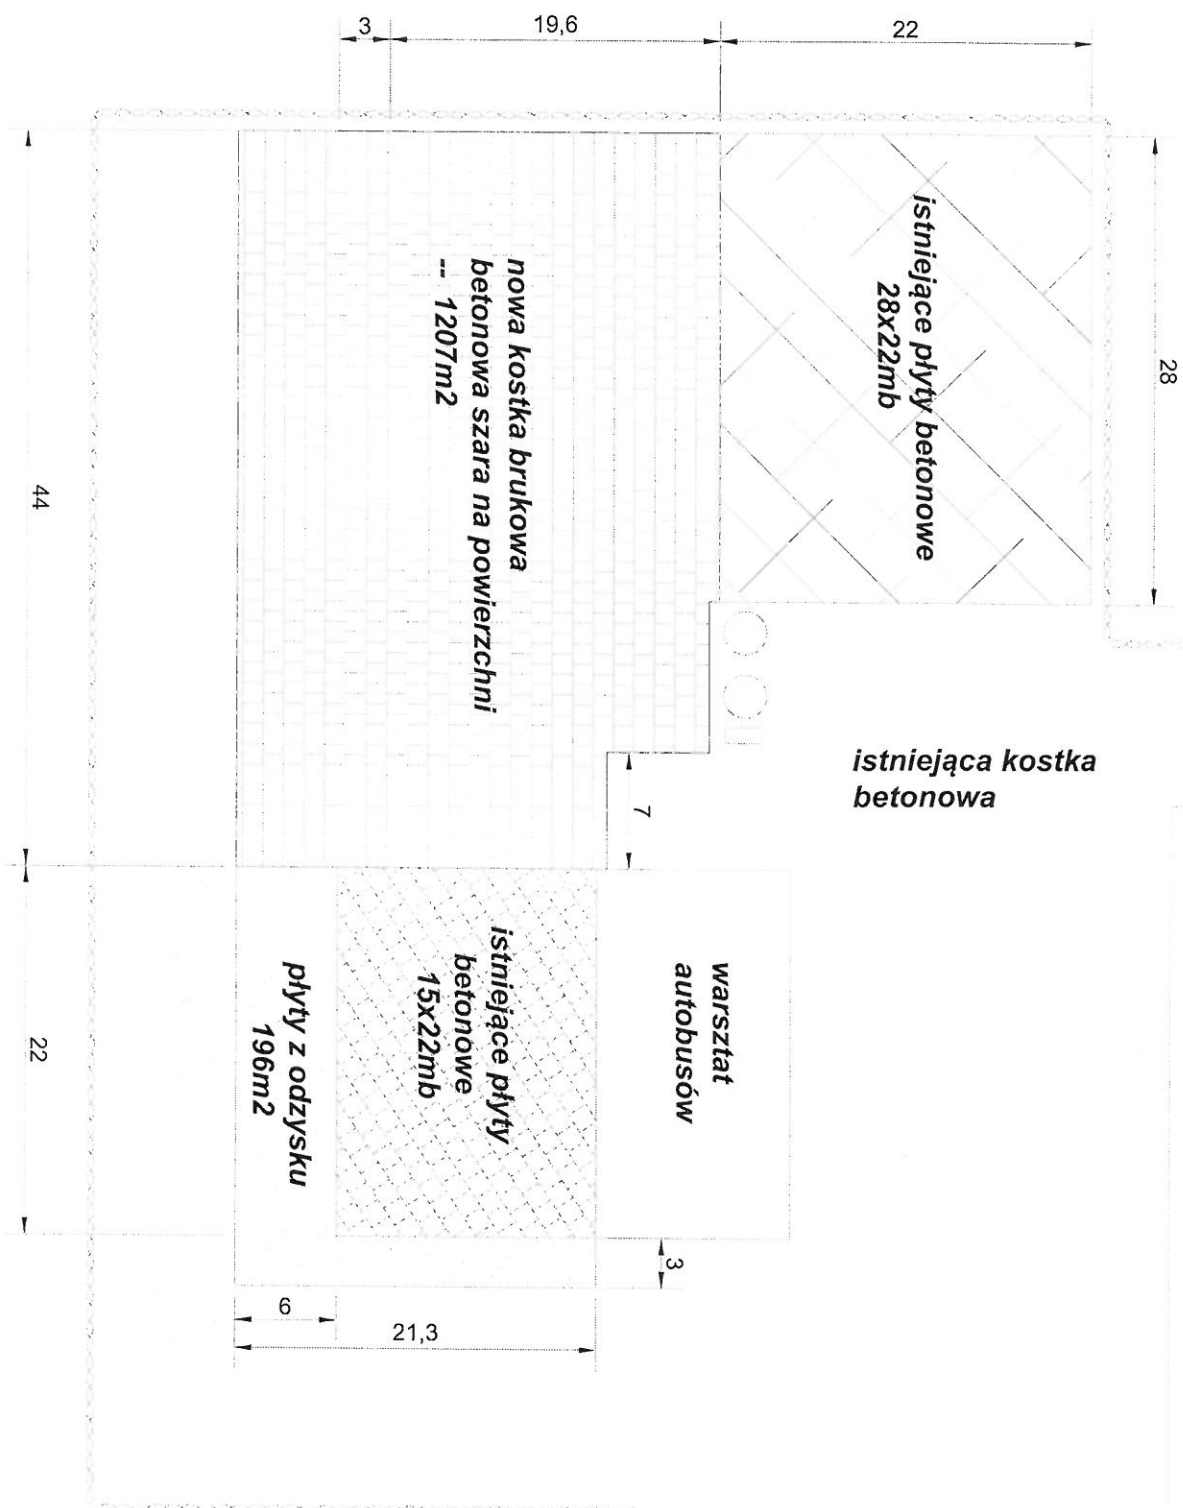 3
19,6
22
istniejące płyty betonowe
28x22mb
28
nowa kostka brukowa
betonowa szara na powierzchni
-- 1207m2
44
istniejąca kostka
betonowa
7
warsztat
autobusów
istniejące płyty
betonowe
15x22mb
płyty z odzysku
196m2
22
3
6
21,3